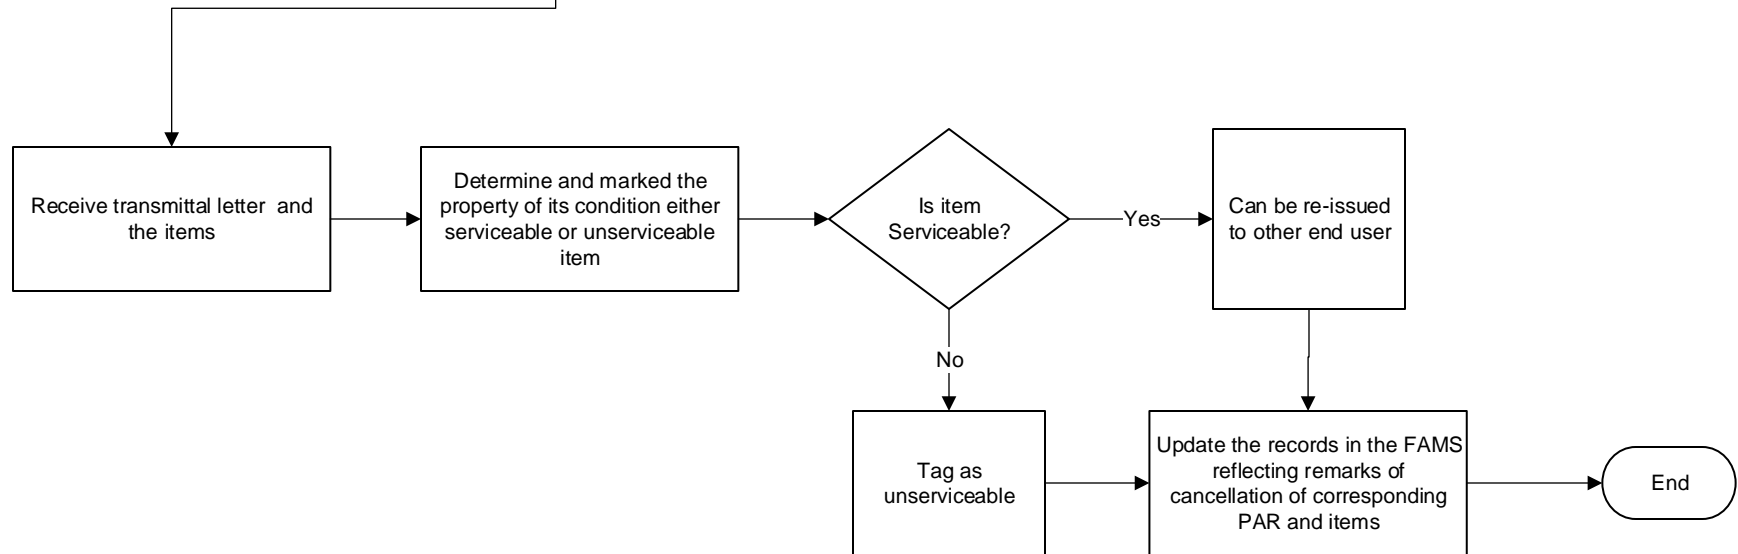 Receive transmittal letter and
the items
Determine and marked the
property of its condition either
serviceable or unserviceable
item
Is item
Serviceable?
Yes
Can be re-issued
to other end user
No
Tag as
unserviceable
Update the records in the FAMS
reflecting remarks of
cancellation of corresponding
PAR and items
End